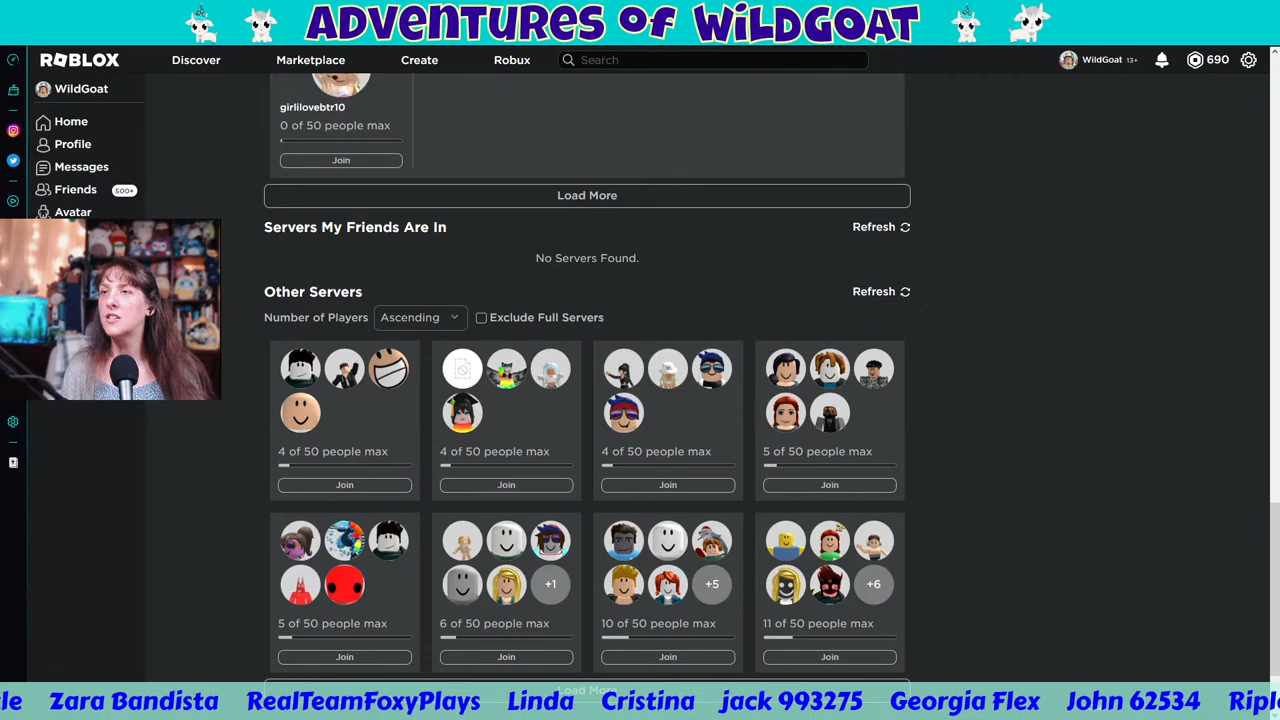 ADVENTURES OF WILDGOAT
ROBLOX Discover Marketplace Create Robux Search WildGoat 13+ 690
WildGoat
Home
Profile
Messages
Friends 500+
Avatar
girlilovebtr10
0 of 50 people max
Join
Load More
Servers My Friends Are In Refresh
No Servers Found.
Other Servers Refresh
Number of Players Ascending Exclude Full Servers
4 of 50 people max 4 of 50 people max 4 of 50 people max 5 of 50 people max
Join Join Join Join
+1 +5 +6
5 of 50 people max 6 of 50 people max 10 of 50 people max 11 of 50 people max
Join Join Join Join
Load More
Zara Bandista RealTeamFoxyPlays Linda Cristina jack 993275 Georgia Flex John 62534